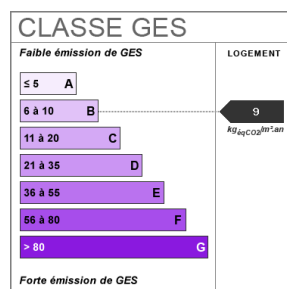 CLASSE GES
Faible émission de GES
LOGEMENT
≤ 5 A
6 à 10 B
9
kgéqCO2/m².an
11 à 20 C
21 à 35 D
36 à 55 E
56 à 80 F
> 80 G
Forte émission de GES